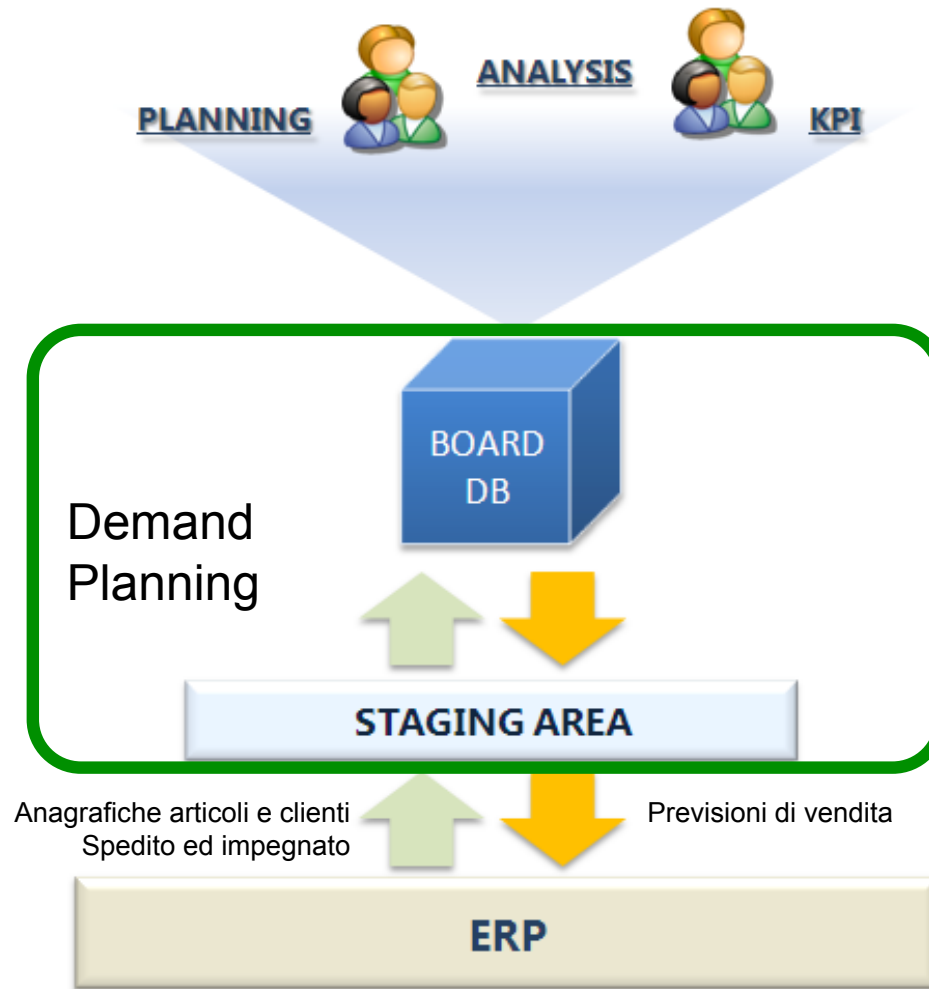 ANALYSIS
PLANNING
KPI
BOARD
DB
Demand
Planning
STAGING AREA
Anagrafiche articoli e clienti
Spedito ed impegnato
Previsioni di vendita
ERP